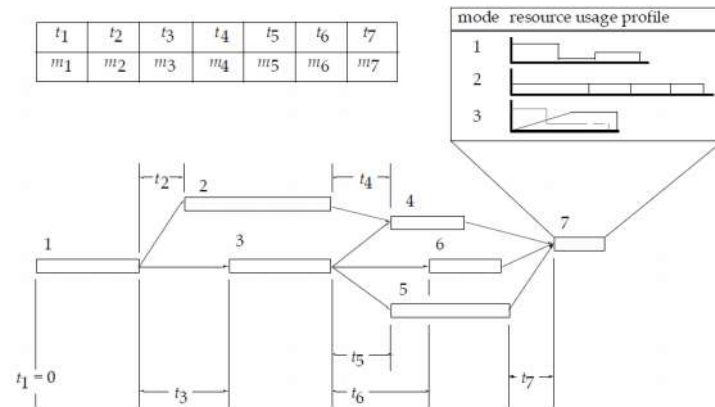 t1 t2 t3 t4 t5 t6 t7
m1 m2 m3 m4 m5 m6 m7
mode resource usage profile
1
2
3
t2
t4
2
4
1
3
6
7
5
t1 = 0
t3
t5
t6
t7